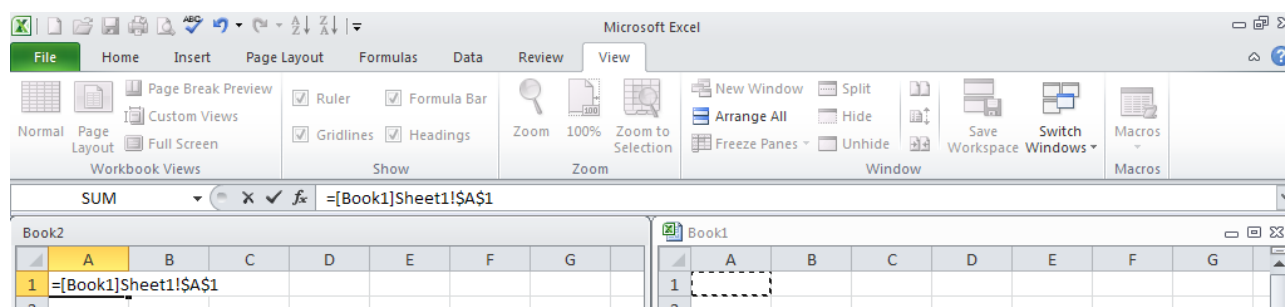 ABC A Z Z A Microsoft Excel
File Home Insert Page Layout Formulas Data Review View
Page Break Preview Ruler Formula Bar 100 New Window Split
Custom Views Arrange All Hide
Normal Page Layout Full Screen Gridlines Headings Zoom 100% Zoom to Selection Freeze Panes Unhide Save Workspace Switch Windows Macros
Workbook Views Show Zoom Window Macros
SUM fx =[Book1]Sheet1!$A$1
Book2 Book1
A B C D E F G A B C D E F G
1 =[Book1]Sheet1!$A$1 1